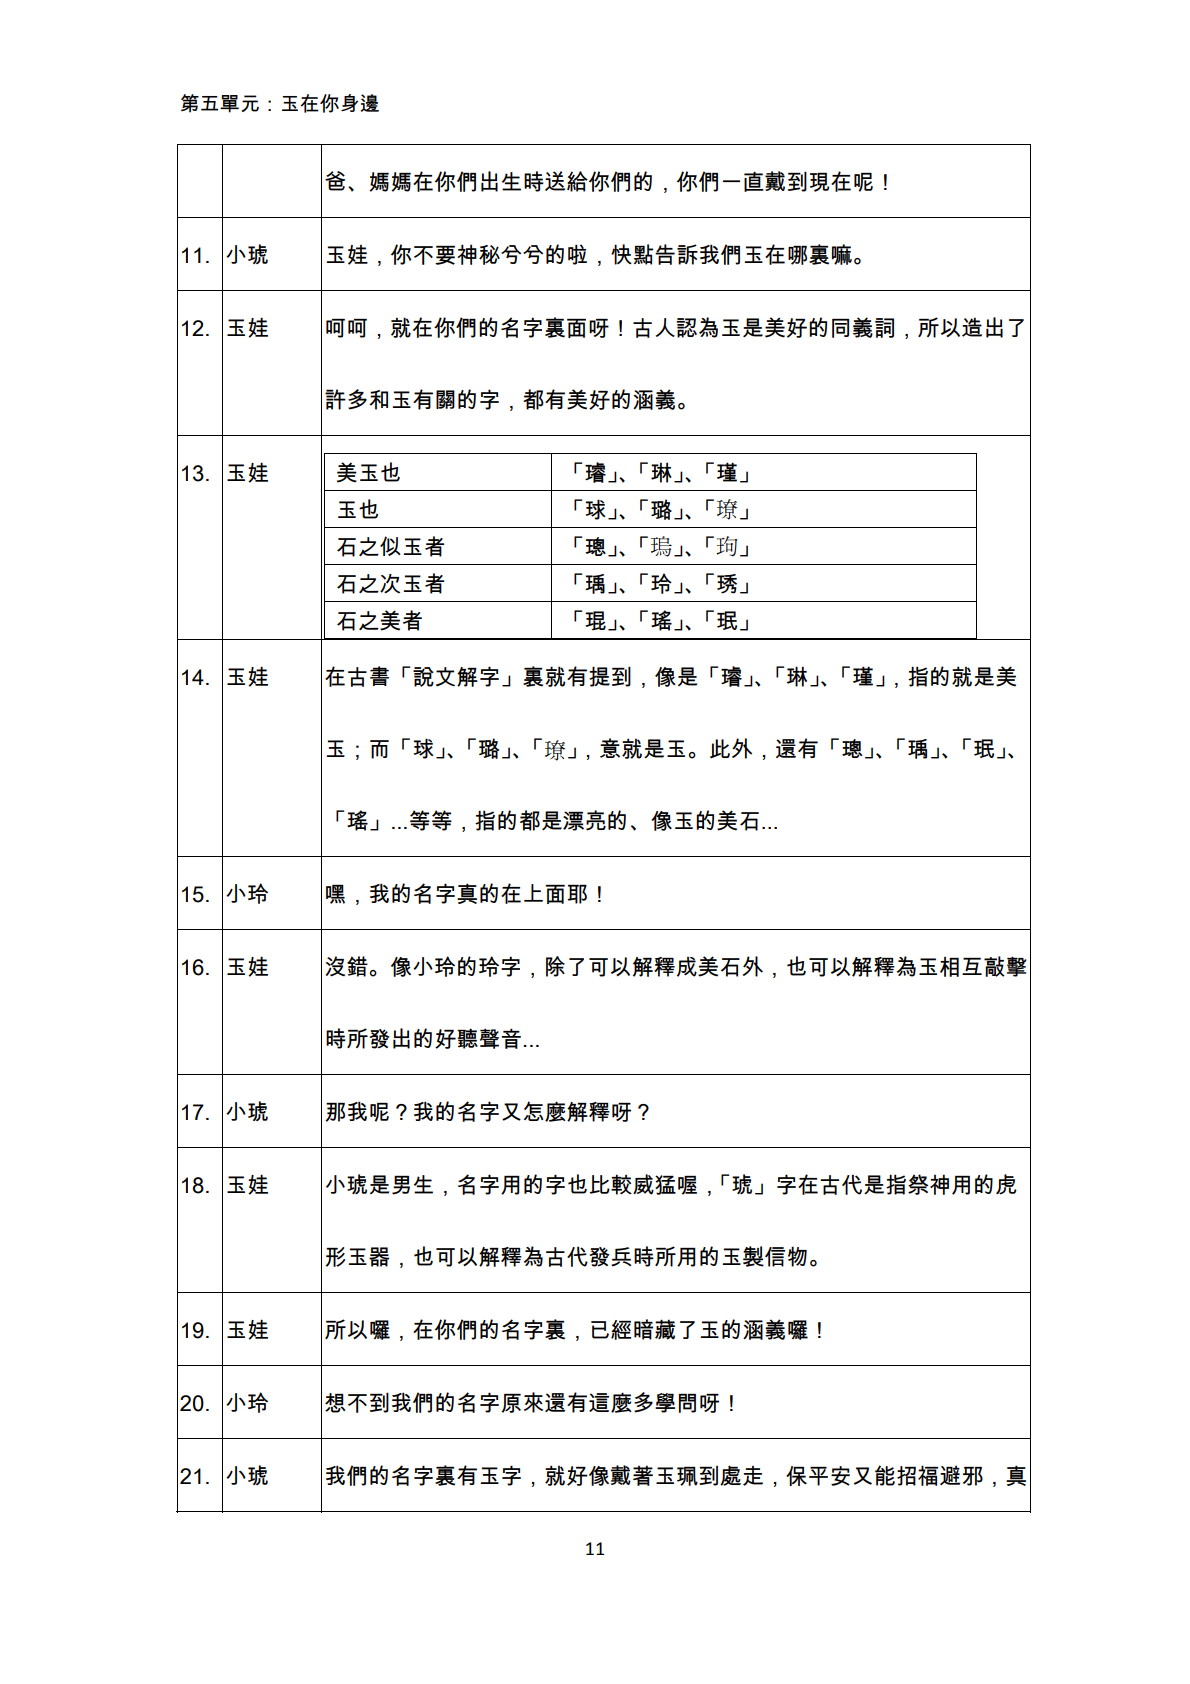 第五單元：玉在你身邊
爸、媽媽在你們出生時送給你們的，你們一直戴到現在呢！
11. 小琥 玉娃，你不要神秘兮兮的啦，快點告訴我們玉在哪裏嘛。
12. 玉娃 呵呵，就在你們的名字裏面呀！古人認為玉是美好的同義詞，所以造出了
許多和玉有關的字，都有美好的涵義。
13. 玉娃 美玉也 「璿」、「琳」、「瑾」
玉也 「球」、「璐」、「璙」
石之似玉者 「璁」、「瑦」、「玽」
石之次玉者 「瑀」、「玲」、「琇」
石之美者 「琨」、「瑤」、「珉」
14. 玉娃 在古書「說文解字」裏就有提到，像是「璿」、「琳」、「瑾」，指的就是美
玉；而「球」、「璐」、「璙」，意就是玉。此外，還有「璁」、「瑀」、「珉」、
「瑤」...等等，指的都是漂亮的、像玉的美石...
15. 小玲 嘿，我的名字真的在上面耶！
16. 玉娃 沒錯。像小玲的玲字，除了可以解釋成美石外，也可以解釋為玉相互敲擊
時所發出的好聽聲音...
17. 小琥 那我呢？我的名字又怎麼解釋呀？
18. 玉娃 小琥是男生，名字用的字也比較威猛喔，「琥」字在古代是指祭神用的虎
形玉器，也可以解釋為古代發兵時所用的玉製信物。
19. 玉娃 所以囉，在你們的名字裏，已經暗藏了玉的涵義囉！
20. 小玲 想不到我們的名字原來還有這麼多學問呀！
21. 小琥 我們的名字裏有玉字，就好像戴著玉珮到處走，保平安又能招福避邪，真
11